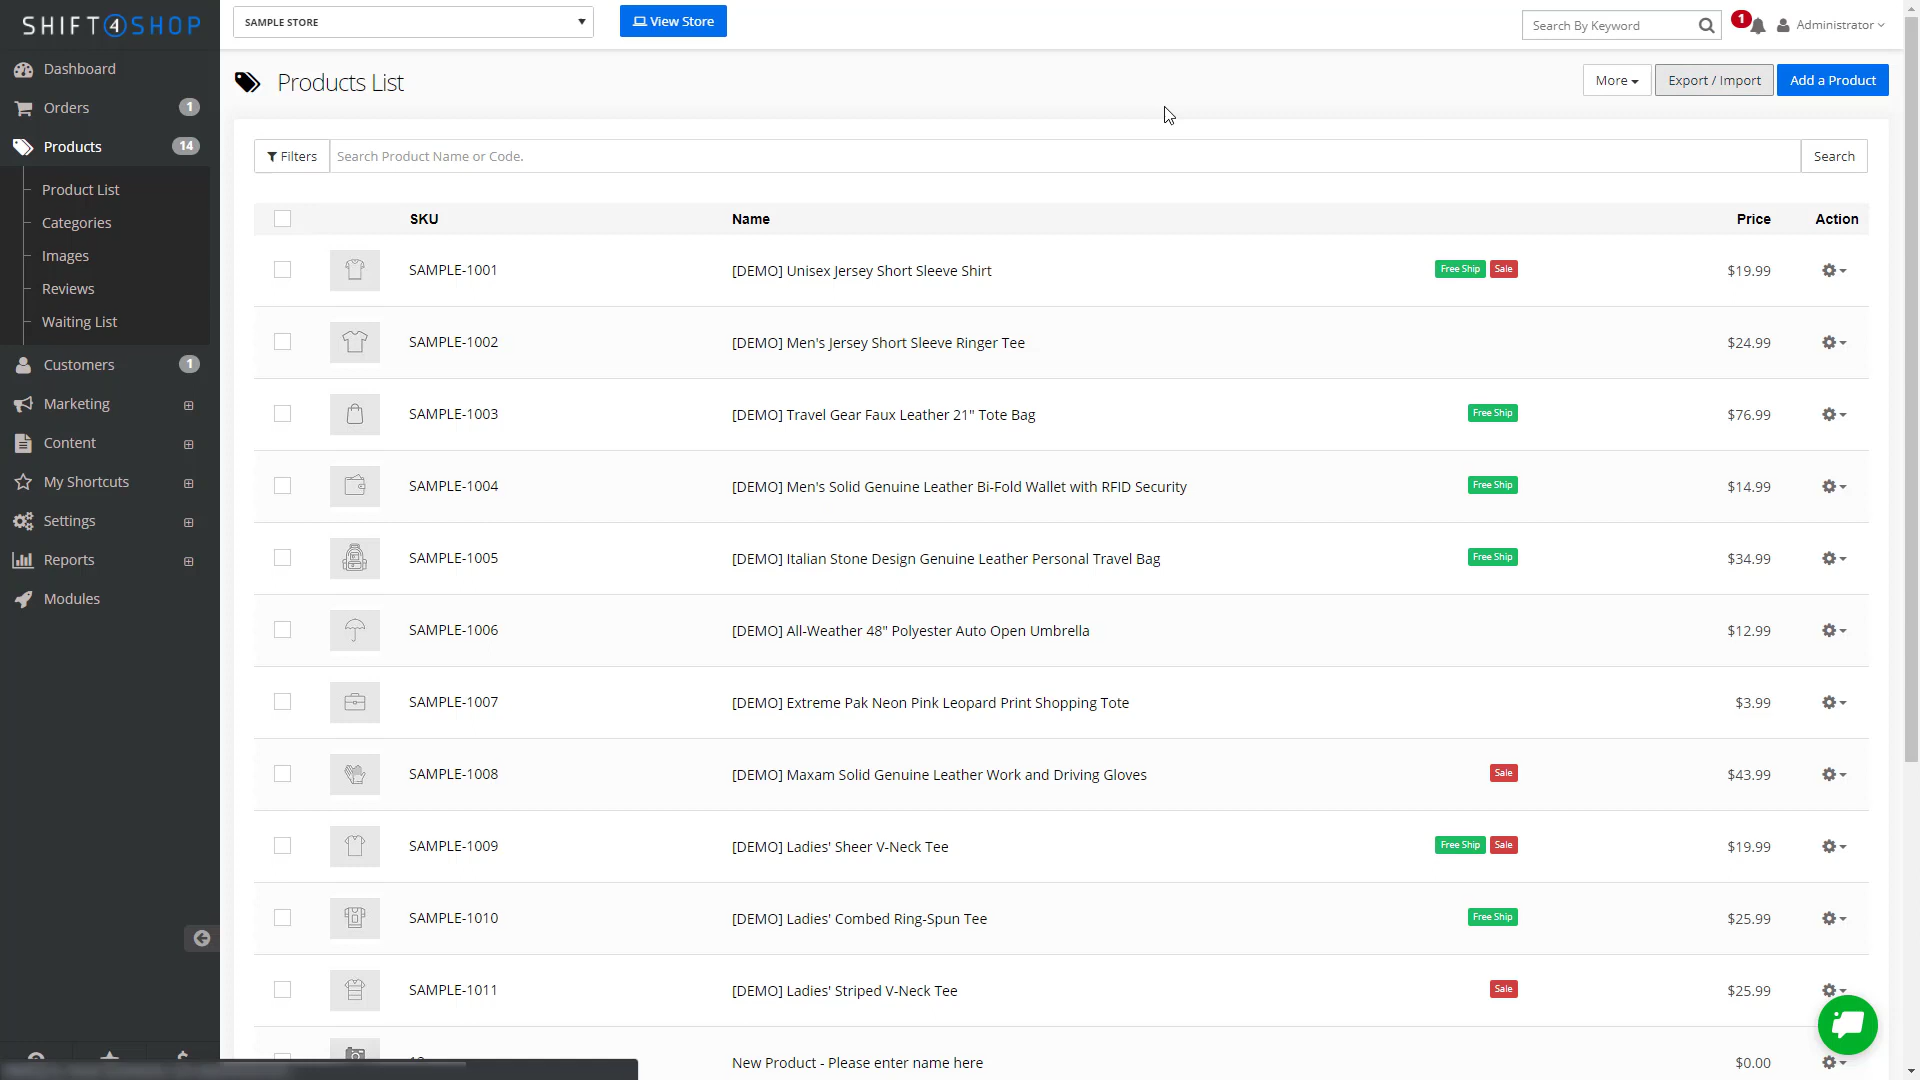 SHIFT4SHOP
SAMPLE STORE
View Store
Search By Keyword
1
Administrator
Dashboard
Orders 1
Products 14
Product List
Categories
Images
Reviews
Waiting List
Customers 1
Marketing
Content
My Shortcuts
Settings
Reports
Modules
Products List
More
Export / Import
Add a Product
Filters
Search Product Name or Code.
Search
SKU Name Price Action
SAMPLE-1001 [DEMO] Unisex Jersey Short Sleeve Shirt Free Ship Sale $19.99
SAMPLE-1002 [DEMO] Men's Jersey Short Sleeve Ringer Tee $24.99
SAMPLE-1003 [DEMO] Travel Gear Faux Leather 21" Tote Bag Free Ship $76.99
SAMPLE-1004 [DEMO] Men's Solid Genuine Leather Bi-Fold Wallet with RFID Security Free Ship $14.99
SAMPLE-1005 [DEMO] Italian Stone Design Genuine Leather Personal Travel Bag Free Ship $34.99
SAMPLE-1006 [DEMO] All-Weather 48" Polyester Auto Open Umbrella $12.99
SAMPLE-1007 [DEMO] Extreme Pak Neon Pink Leopard Print Shopping Tote $3.99
SAMPLE-1008 [DEMO] Maxam Solid Genuine Leather Work and Driving Gloves Sale $43.99
SAMPLE-1009 [DEMO] Ladies' Sheer V-Neck Tee Free Ship Sale $19.99
SAMPLE-1010 [DEMO] Ladies' Combed Ring-Spun Tee Free Ship $25.99
SAMPLE-1011 [DEMO] Ladies' Striped V-Neck Tee Sale $25.99
New Product - Please enter name here $0.00